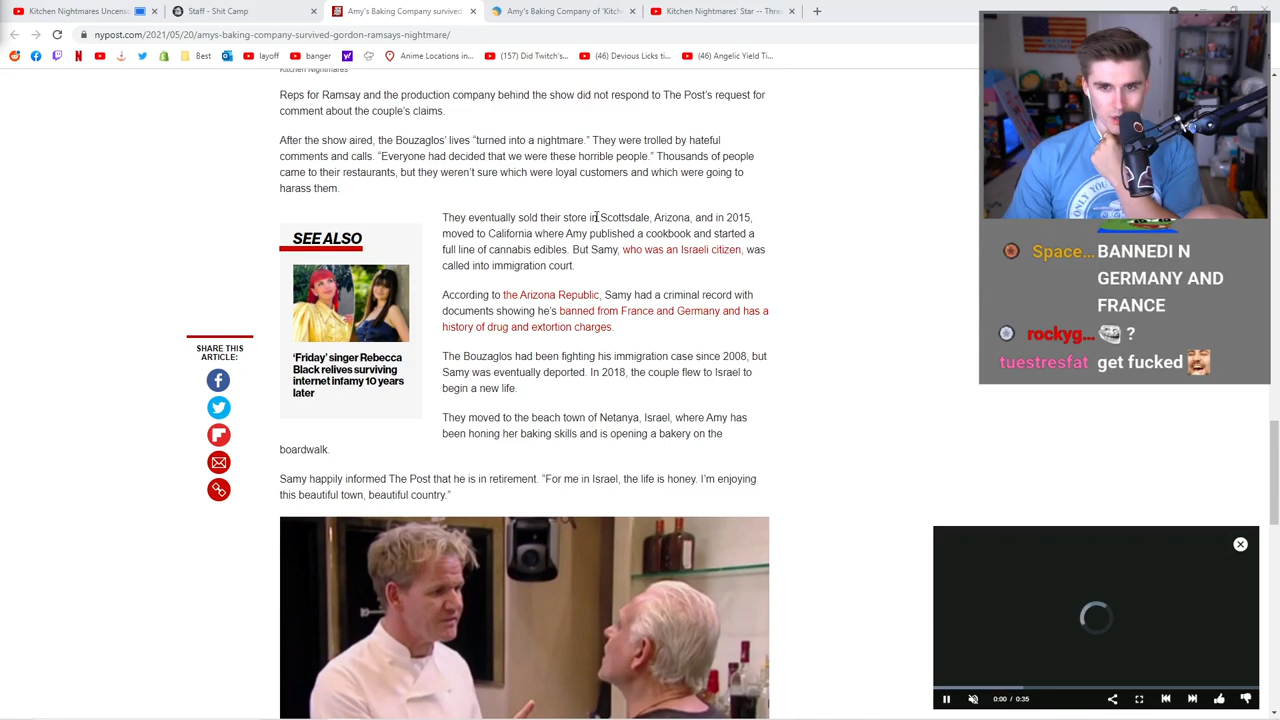 Kitchen Nightmares Uncens
Staff - Shit Camp
Amy's Baking Company survived
Amy's Baking Company of 'Kitche
Kitchen Nightmares' Star -- Three
nypost.com/2021/05/20/amys-baking-company-survived-gordon-ramsays-nightmare/
Best
layoff
banger
Anime Locations in...
(157) Did Twitch's...
(46) Devious Licks ti...
(46) Angelic Yield Ti...
Kitchen Nightmares
Reps for Ramsay and the production company behind the show did not respond to The Post's request for
comment about the couple's claims.
After the show aired, the Bouzaglos' lives "turned into a nightmare." They were trolled by hateful
comments and calls. "Everyone had decided that we were these horrible people." Thousands of people
came to their restaurants, but they weren't sure which were loyal customers and which were going to
harass them.
They eventually sold their store in Scottsdale, Arizona, and in 2015,
moved to California where Amy published a cookbook and started a
full line of cannabis edibles. But Samy, who was an Israeli citizen, was
called into immigration court.
According to the Arizona Republic, Samy had a criminal record with
documents showing he's banned from France and Germany and has a
history of drug and extortion charges.
The Bouzaglos had been fighting his immigration case since 2008, but
Samy was eventually deported. In 2018, the couple flew to Israel to
begin a new life.
They moved to the beach town of Netanya, Israel, where Amy has
been honing her baking skills and is opening a bakery on the
boardwalk.
Samy happily informed The Post that he is in retirement. "For me in Israel, the life is honey. I'm enjoying
this beautiful town, beautiful country."
SEE ALSO
'Friday' singer Rebecca
Black relives surviving
internet infamy 10 years
later
SHARE THIS
ARTICLE:
ONLY YOU
Space... BANNEDI N
GERMANY AND
FRANCE
rockyg... ?
tuestresfat get fucked
0:00 / 0:35